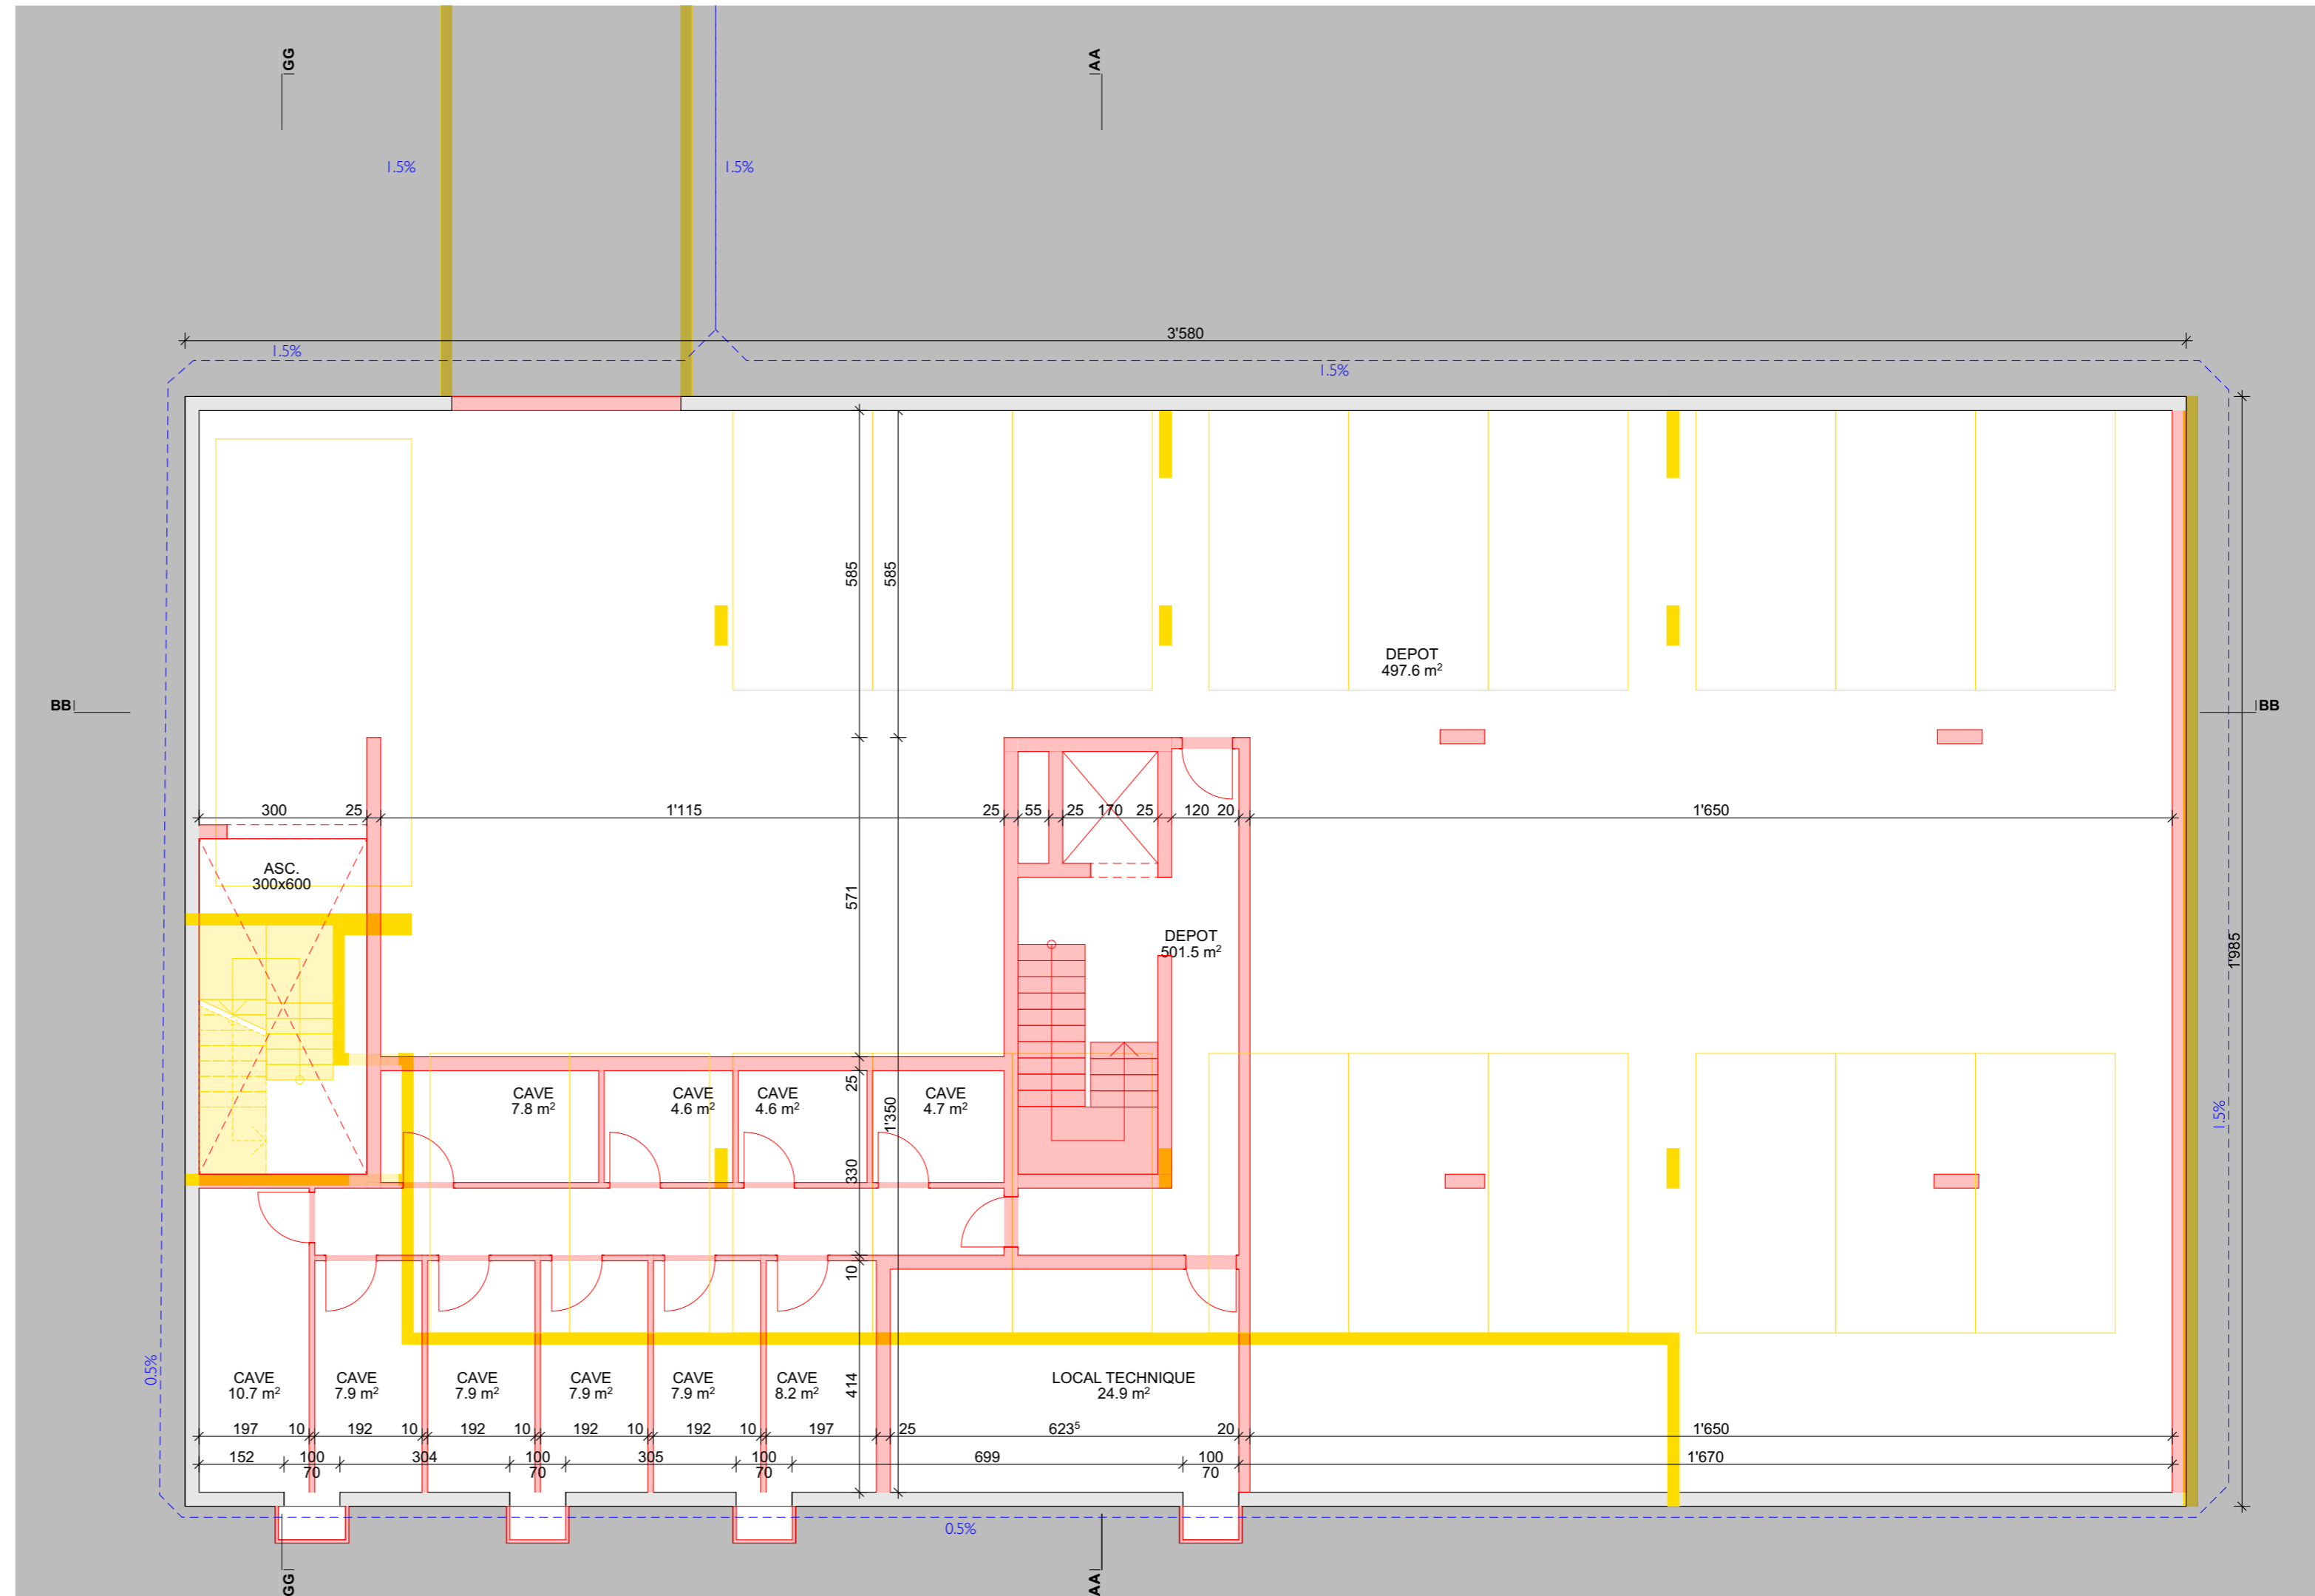 GG
AA
1.5%
1.5%
3'580
1.5%
1.5%
585
585
DEPOT
497.6 m²
BB
BB
300
25
1'115
25
55
25
170
25
120
20
1'650
ASC.
300x600
571
DEPOT
501.5 m²
1'985
CAVE
7.8 m²
CAVE
4.6 m²
CAVE
4.6 m²
CAVE
4.7 m²
25
1'350
1.5%
330
10
0.5%
CAVE
10.7 m²
CAVE
7.9 m²
CAVE
7.9 m²
CAVE
7.9 m²
CAVE
7.9 m²
CAVE
8.2 m²
414
LOCAL TECHNIQUE
24.9 m²
197
10
192
10
192
10
192
10
192
10
197
25
623⁵
20
1'650
152
100
70
304
100
70
305
100
70
699
100
70
1'670
0.5%
GG
AA